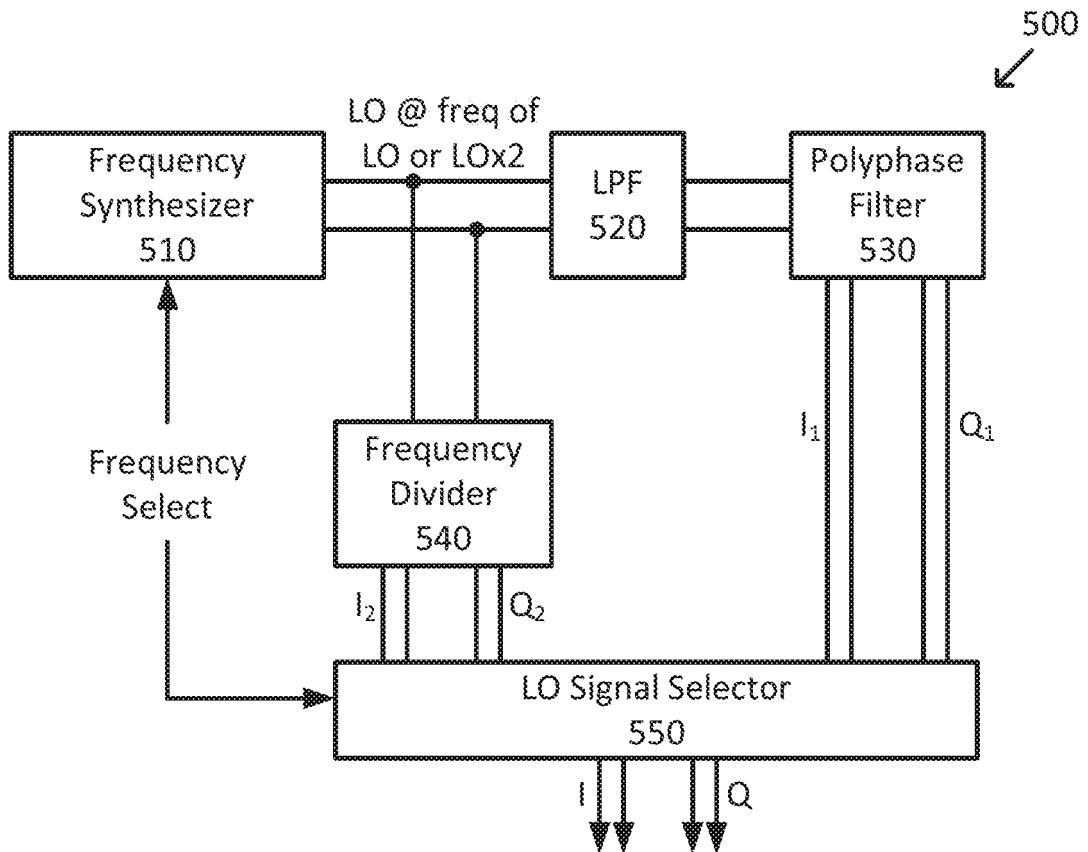 500
LO @ freq of
LO or LOx2
Frequency
Synthesizer
510
LPF
520
Polyphase
Filter
530
I₁
Q₁
Frequency
Select
Frequency
Divider
540
I₂
Q₂
LO Signal Selector
550
I
Q